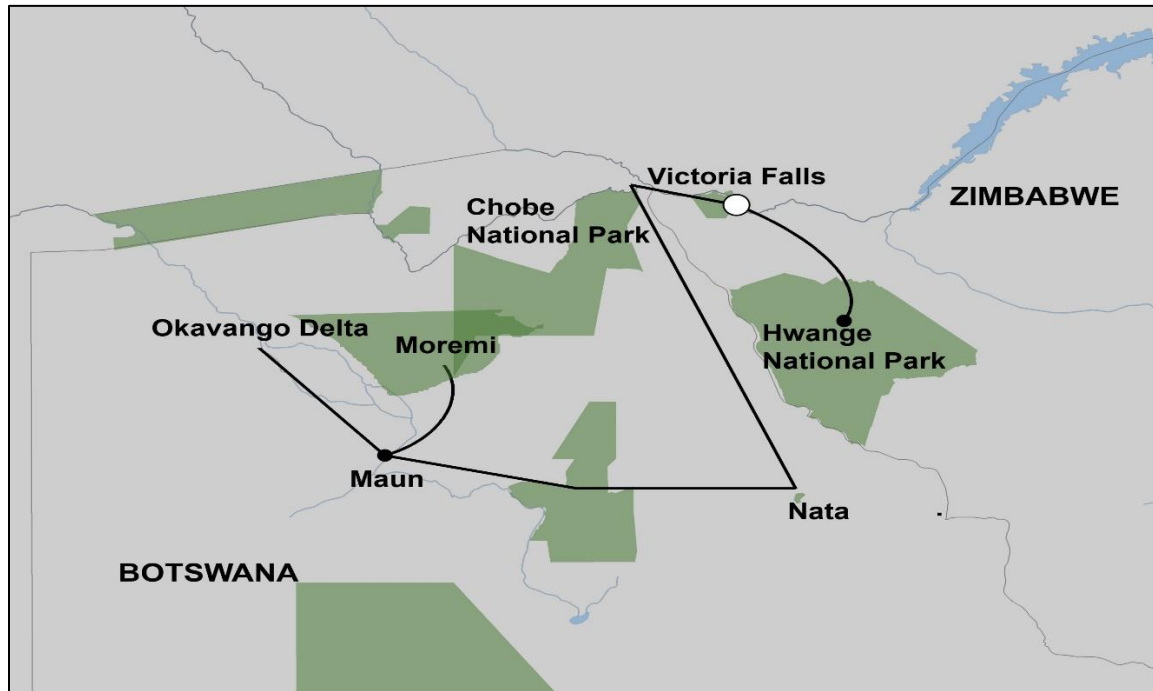 Victoria Falls
ZIMBABWE
Chobe
National Park
Okavango Delta
Moremi
Hwange
National Park
Maun
Nata
BOTSWANA